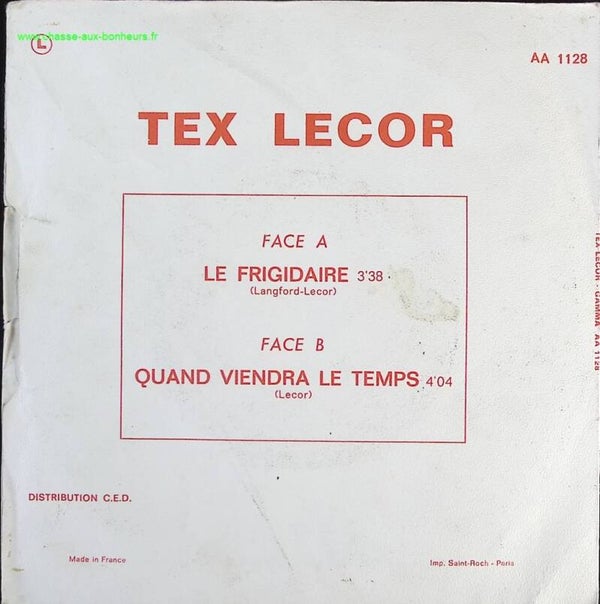 www.chasse-aux-bonheurs.fr
L
AA 1128
TEX LECOR
FACE A
LE FRIGIDAIRE 3'38
(Langford-Lecor)
FACE B
QUAND VIENDRA LE TEMPS 4'04
(Lecor)
TEX LECOR - GAMMA - AA 1128
DISTRIBUTION C.E.D.
Made in France
Imp. Saint-Roch - Paris